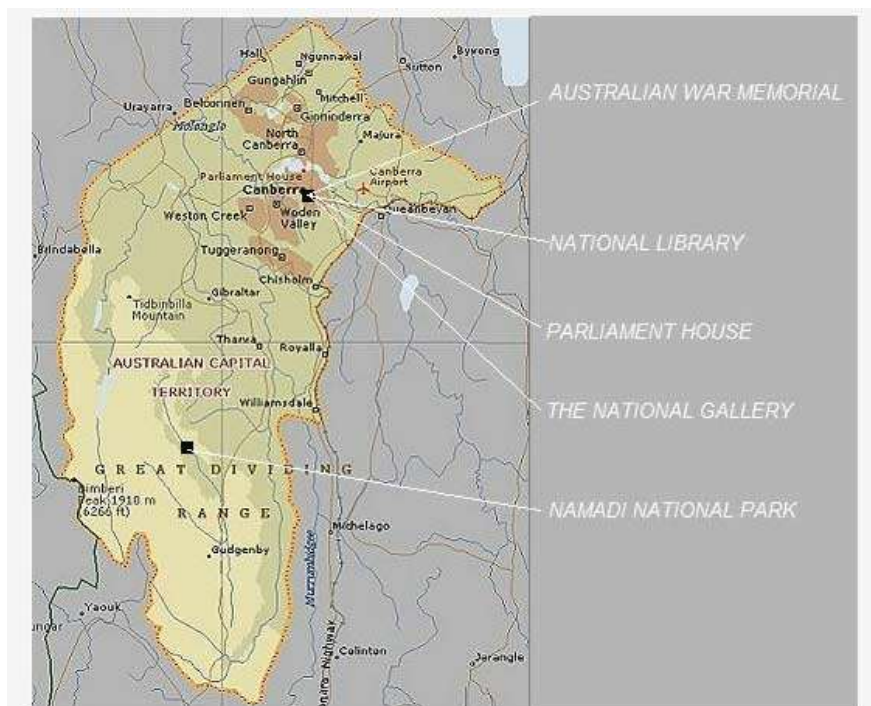 Hall
Ngunnawal
Bywong
Sutton
Gungahlin
AUSTRALIAN WAR MEMORIAL
Mitchell
Belconnen
Urayarra
Ginninderra
Molonglo
North
Canberra
Majura
Parliament House
Canberra
Airport
Canberra
Queanbeyan
Weston Creek
Woden
Valley
NATIONAL LIBRARY
Brindabella
Tuggeranong
Chisholm
Gibraltar
Tidbinbilla
Mountain
PARLIAMENT HOUSE
Tharwa
Royalla
AUSTRALIAN CAPITAL
TERRITORY
Williamsdale
THE NATIONAL GALLERY
GREAT DIVIDING
RANGE
Bimberi
Peak 1910 m
(6266 ft)
NAMADI NATIONAL PARK
Michelago
Gudgenby
Murrumbidgee
Yaouk
ungar
Colinton
Jerangle
Highway